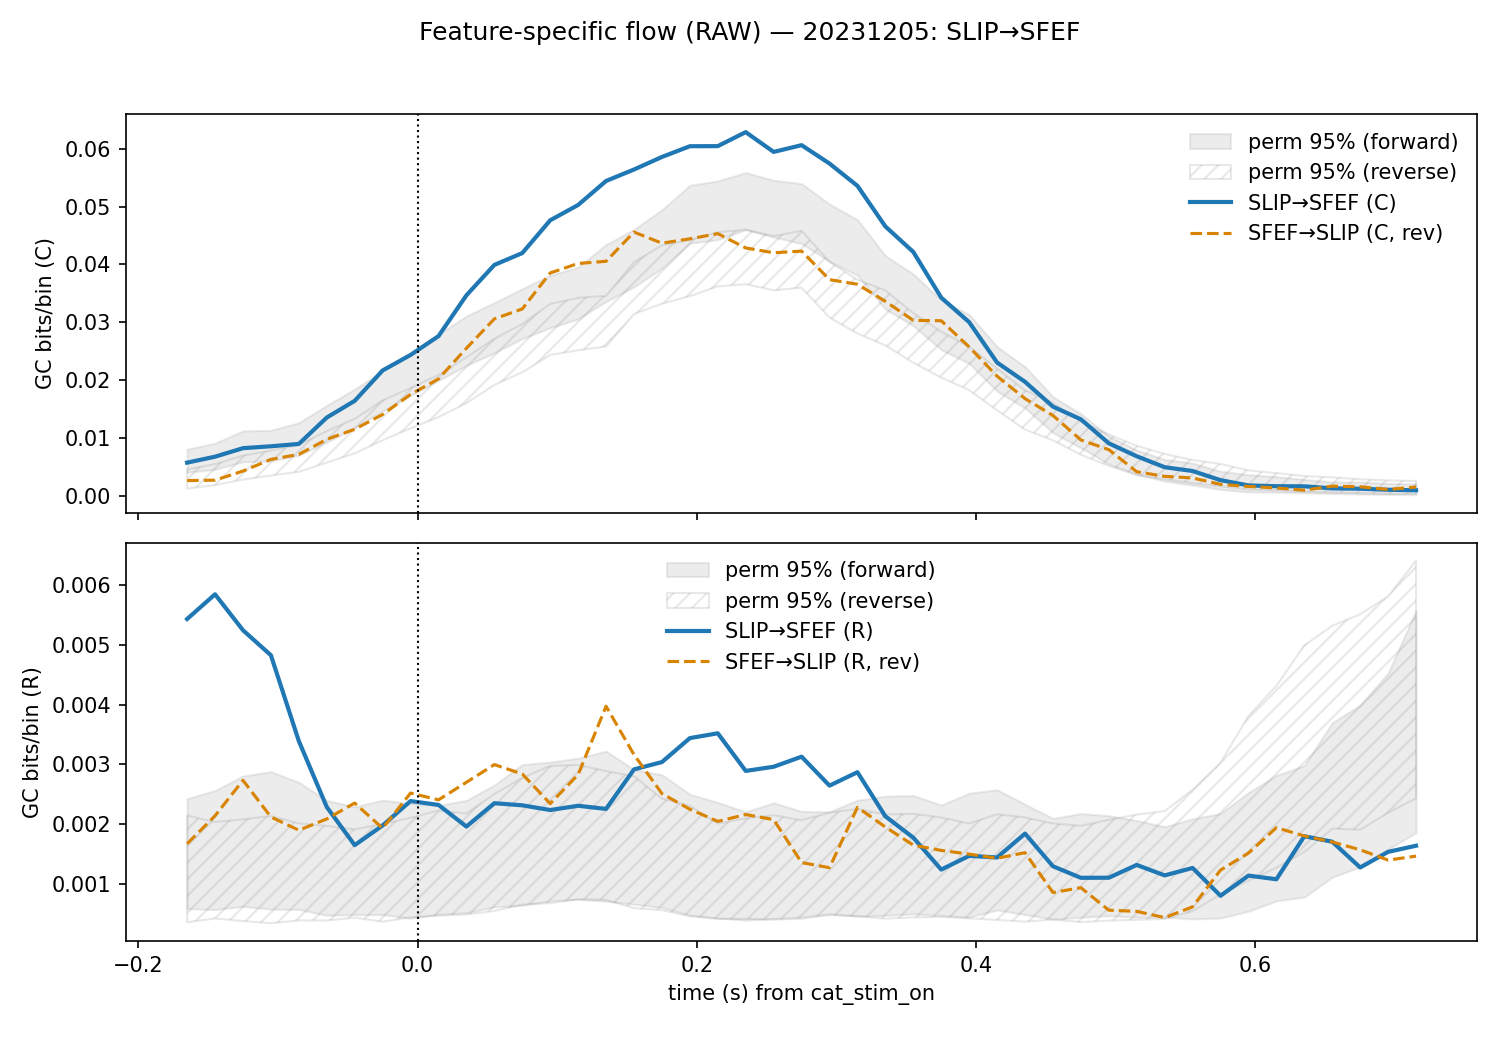 Feature-specific flow (RAW) — 20231205: SLIP→SFEF
GC bits/bin (C)
0.06
0.05
0.04
0.03
0.02
0.01
0.00
perm 95% (forward)
perm 95% (reverse)
SLIP→SFEF (C)
SFEF→SLIP (C, rev)
GC bits/bin (R)
0.006
0.005
0.004
0.003
0.002
0.001
perm 95% (forward)
perm 95% (reverse)
SLIP→SFEF (R)
SFEF→SLIP (R, rev)
−0.2 0.0 0.2 0.4 0.6
time (s) from cat_stim_on